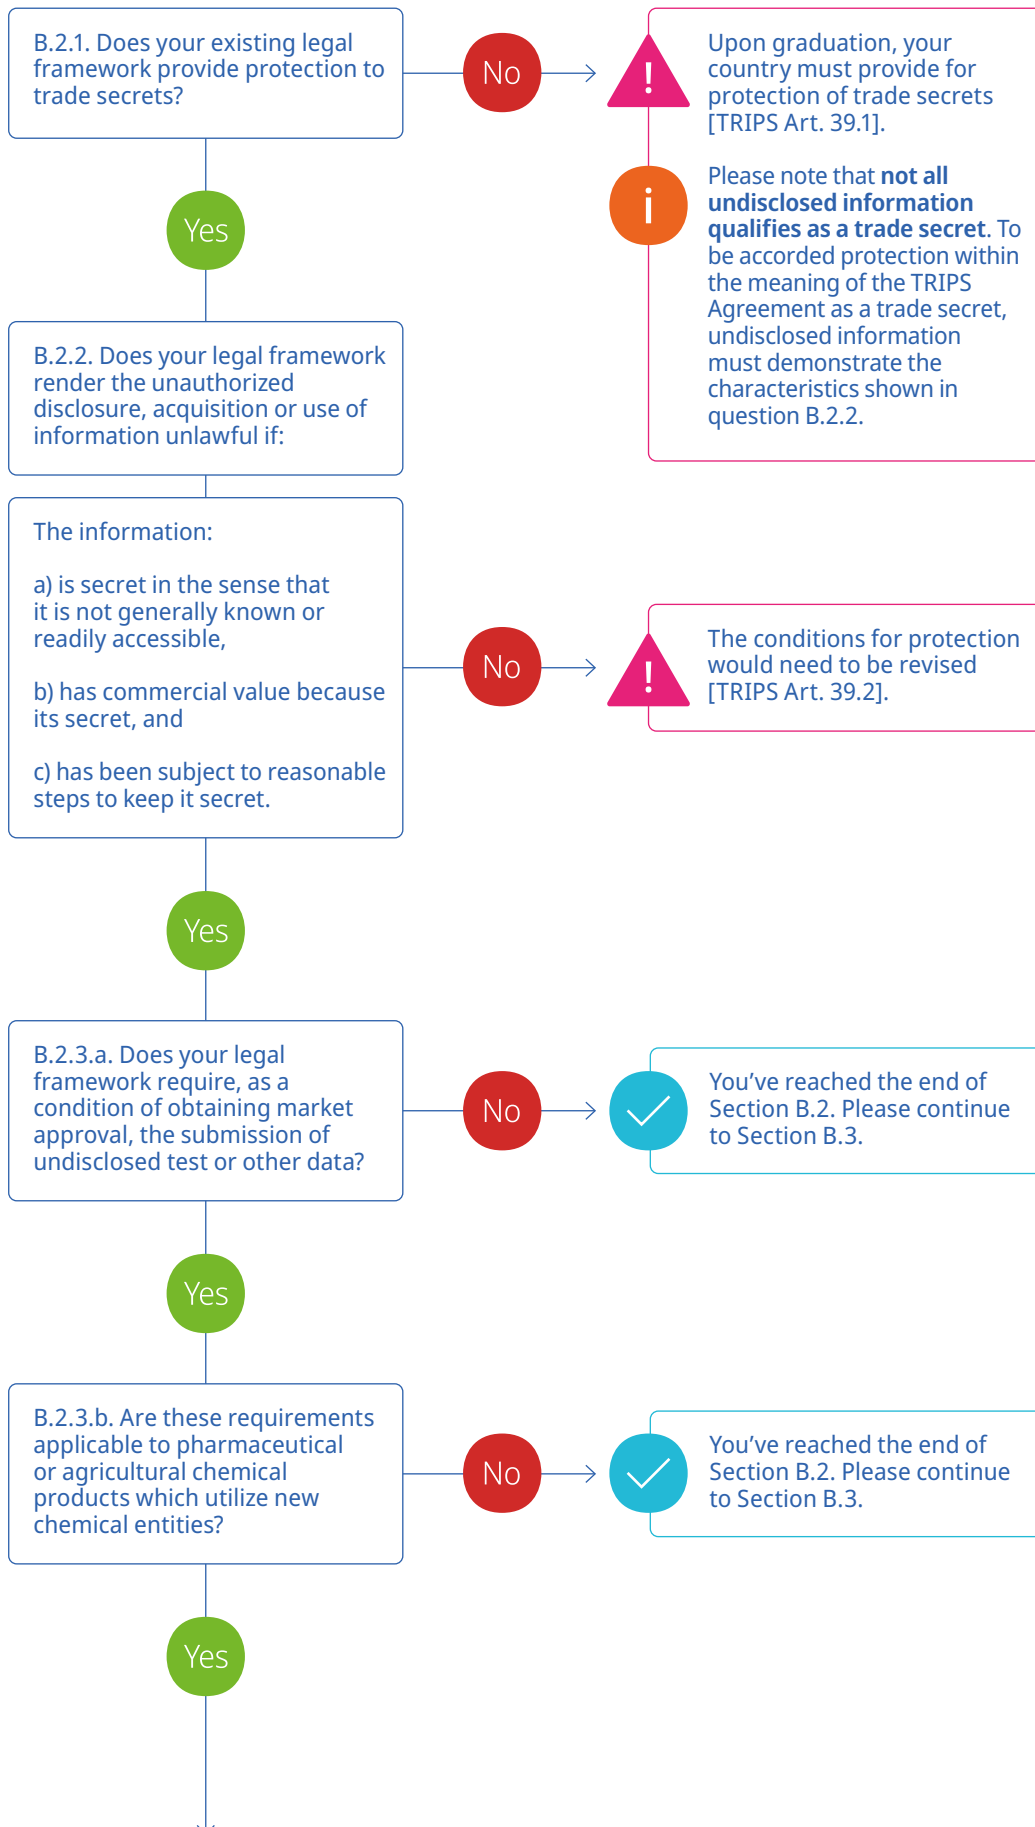 B.2.1. Does your existing legal
framework provide protection to
trade secrets?
No
Upon graduation, your
country must provide for
protection of trade secrets
[TRIPS Art. 39.1].
Please note that not all
undisclosed information
qualifies as a trade secret. To
be accorded protection within
the meaning of the TRIPS
Agreement as a trade secret,
undisclosed information
must demonstrate the
characteristics shown in
question B.2.2.
Yes
B.2.2. Does your legal framework
render the unauthorized
disclosure, acquisition or use of
information unlawful if:
The information:
a) is secret in the sense that
it is not generally known or
readily accessible,
b) has commercial value because
its secret, and
c) has been subject to reasonable
steps to keep it secret.
No
The conditions for protection
would need to be revised
[TRIPS Art. 39.2].
Yes
B.2.3.a. Does your legal
framework require, as a
condition of obtaining market
approval, the submission of
undisclosed test or other data?
No
You've reached the end of
Section B.2. Please continue
to Section B.3.
Yes
B.2.3.b. Are these requirements
applicable to pharmaceutical
or agricultural chemical
products which utilize new
chemical entities?
No
You've reached the end of
Section B.2. Please continue
to Section B.3.
Yes